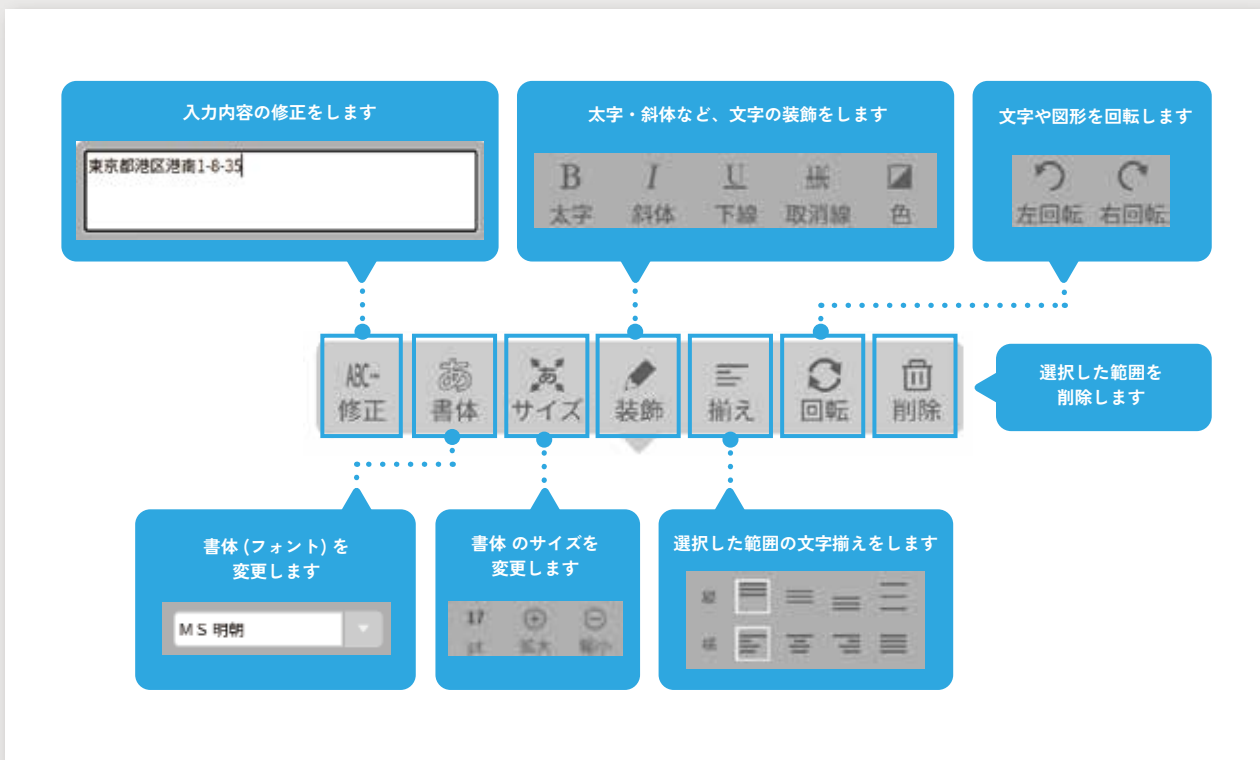 入力内容の修正をします
東京都港区港南1-8-35
太字・斜体など、文字の装飾をします
B I U
太字 斜体 下線 取消線 色
文字や図形を回転します
左回転 右回転
ABC→ あ あ
修正 書体 サイズ 装飾 揃え 回転 削除
選択した範囲を
削除します
書体 (フォント) を
変更します
MS 明朝
書体 のサイズを
変更します
17
pt 拡大 縮小
選択した範囲の文字揃えをします
縦
横